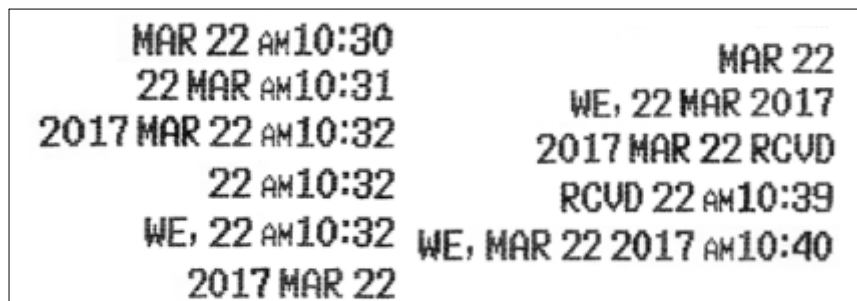 MAR 22 AM10:30
22 MAR AM10:31
2017 MAR 22 AM10:32
22 AM10:32
WE, 22 AM10:32
2017 MAR 22
MAR 22
WE, 22 MAR 2017
2017 MAR 22 RCVD
RCVD 22 AM10:39
WE, MAR 22 2017 AM10:40